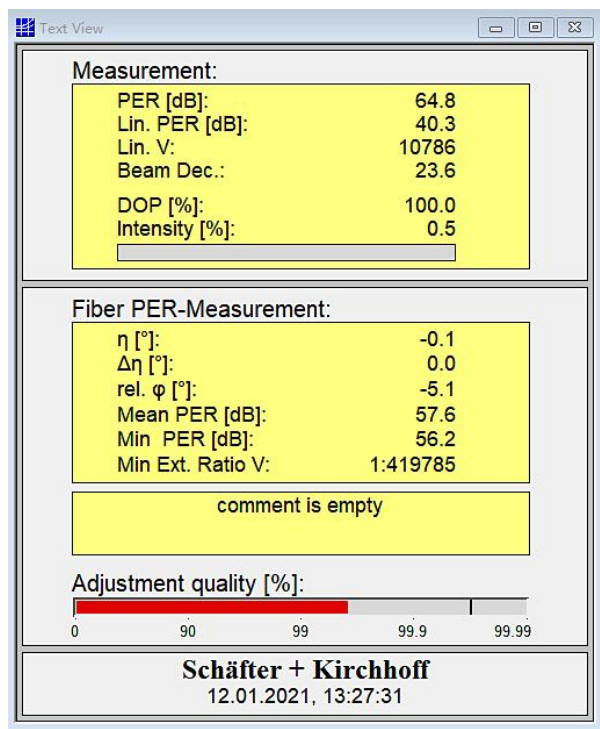 Text View
Measurement:
PER [dB]: 64.8
Lin. PER [dB]: 40.3
Lin. V: 10786
Beam Dec.: 23.6
DOP [%]: 100.0
Intensity [%]: 0.5
Fiber PER-Measurement:
η [°]: -0.1
Δη [°]: 0.0
rel. φ [°]: -5.1
Mean PER [dB]: 57.6
Min PER [dB]: 56.2
Min Ext. Ratio V: 1:419785
comment is empty
Adjustment quality [%]:
0 90 99 99.9 99.99
Schäfter + Kirchhoff
12.01.2021, 13:27:31